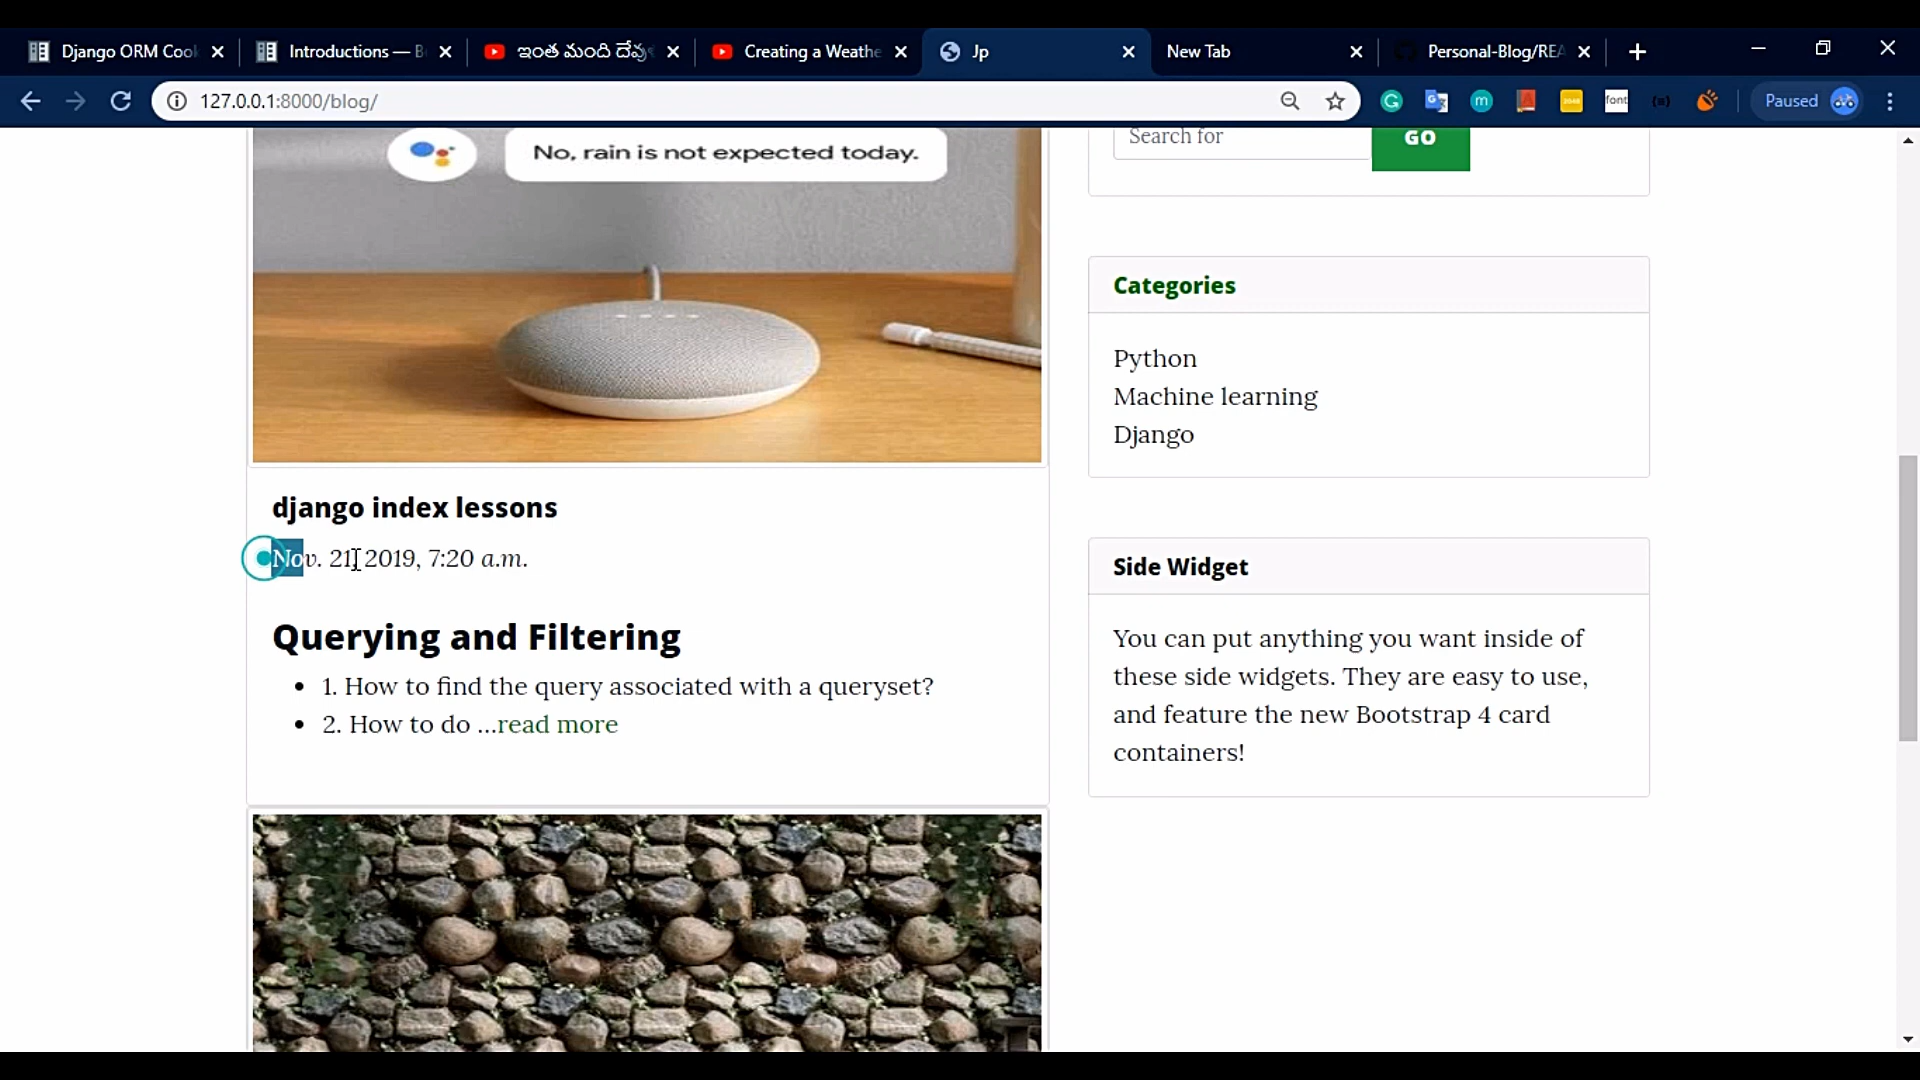 Django ORM Coo
Introductions — B
ఇంత మంది దేవు
Creating a Weathe
Jp
New Tab
Personal-Blog/REA
127.0.0.1:8000/blog/
font
Paused
No, rain is not expected today.
Search for
GO
Categories
Python
Machine learning
Django
django index lessons
Nov. 21, 2019, 7:20 a.m.
Querying and Filtering
1. How to find the query associated with a queryset?
2. How to do ...read more
Side Widget
You can put anything you want inside of
these side widgets. They are easy to use,
and feature the new Bootstrap 4 card
containers!